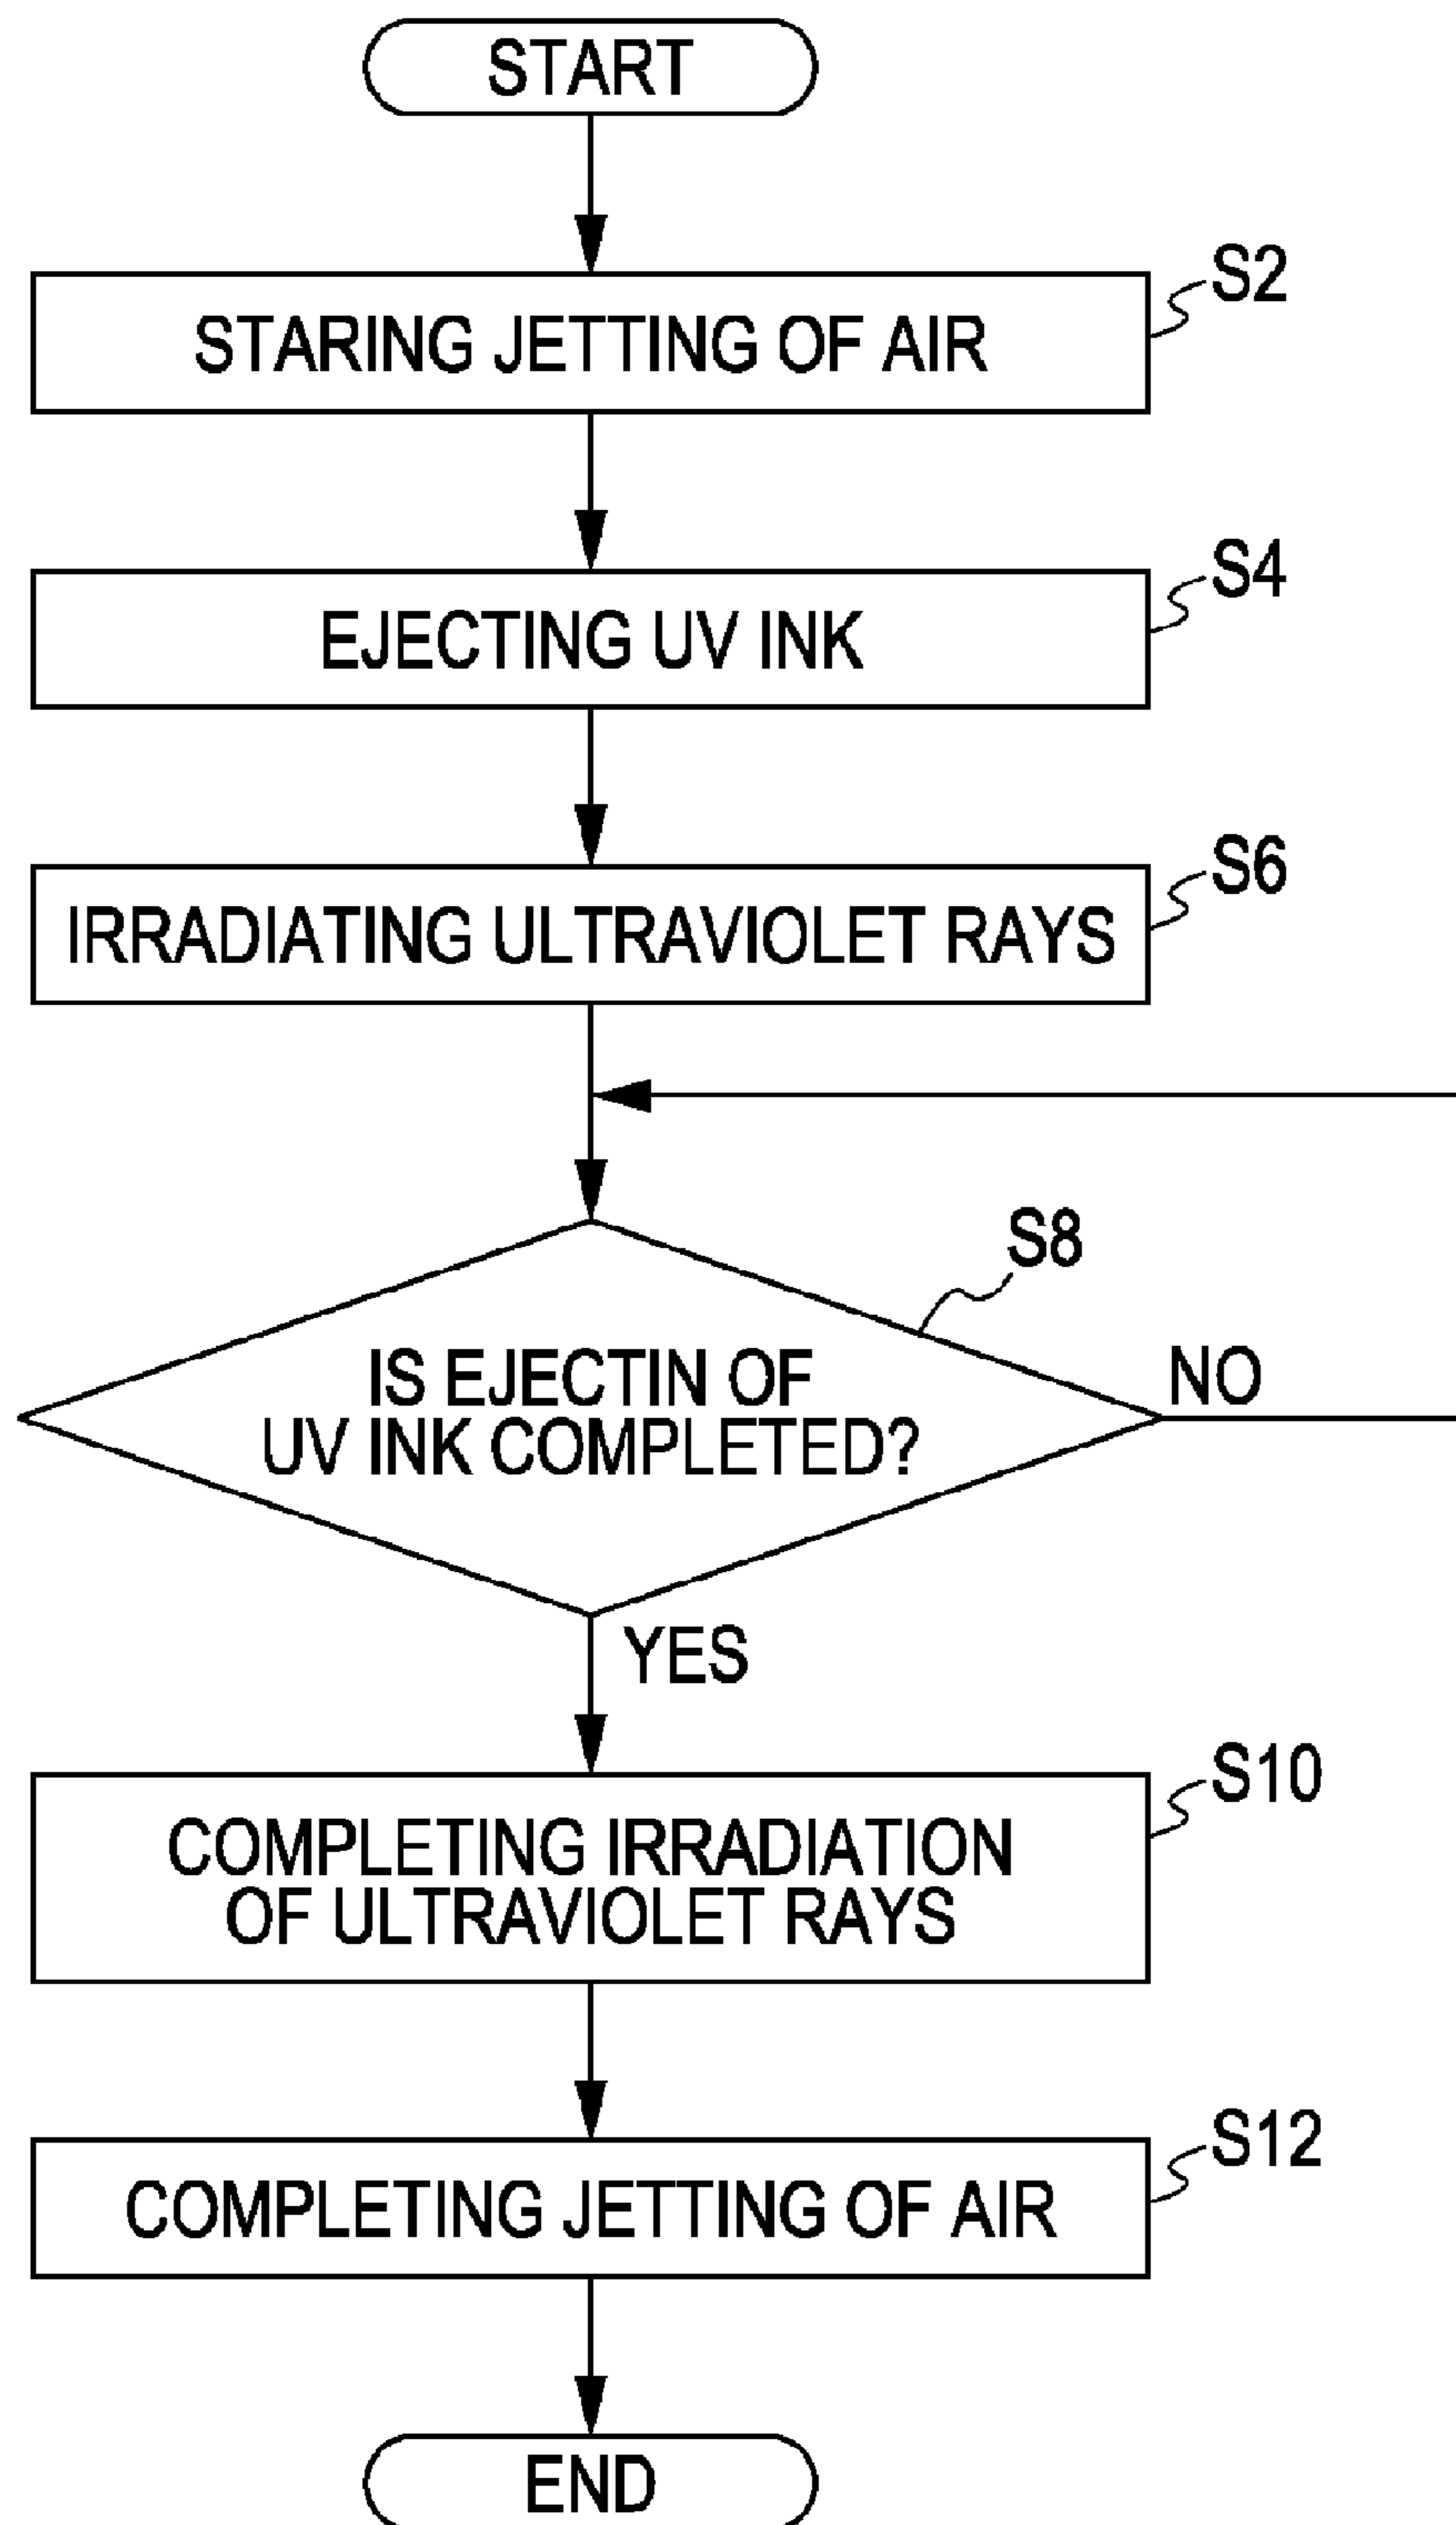 START
STARING JETTING OF AIR
S2
EJECTING UV INK
S4
IRRADIATING ULTRAVIOLET RAYS
S6
S8
IS EJECTIN OF
UV INK COMPLETED?
NO
YES
COMPLETING IRRADIATION
OF ULTRAVIOLET RAYS
S10
COMPLETING JETTING OF AIR
S12
END